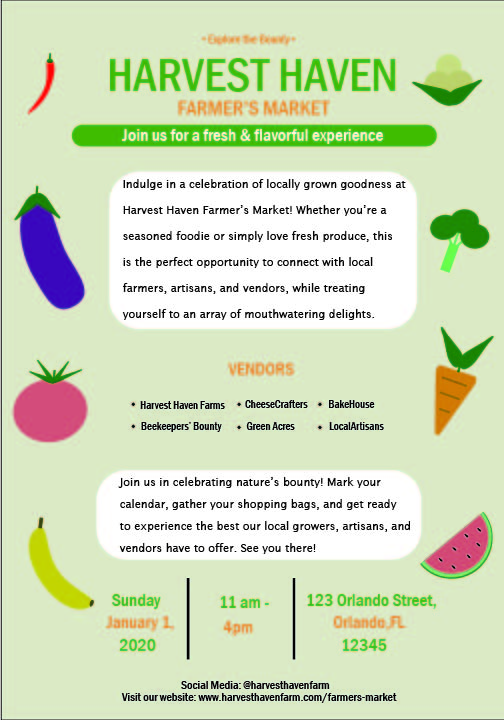 ~ Explore the Bounty ~
HARVEST HAVEN
FARMER'S MARKET
Join us for a fresh & flavorful experience
Indulge in a celebration of locally grown goodness at
Harvest Haven Farmer's Market! Whether you're a
seasoned foodie or simply love fresh produce, this
is the perfect opportunity to connect with local
farmers, artisans, and vendors, while treating
yourself to an array of mouthwatering delights.
VENDORS
• Harvest Haven Farms • CheeseCrafters • BakeHouse
• Beekeepers' Bounty • Green Acres • LocalArtisans
Join us in celebrating nature's bounty! Mark your
calendar, gather your shopping bags, and get ready
to experience the best our local growers, artisans, and
vendors have to offer. See you there!
Sunday
January 1,
2020
11 am -
4pm
123 Orlando Street,
Orlando,FL
12345
Social Media: @harvesthavenfarm
Visit our website: www.harvesthavenfarm.com/farmers-market